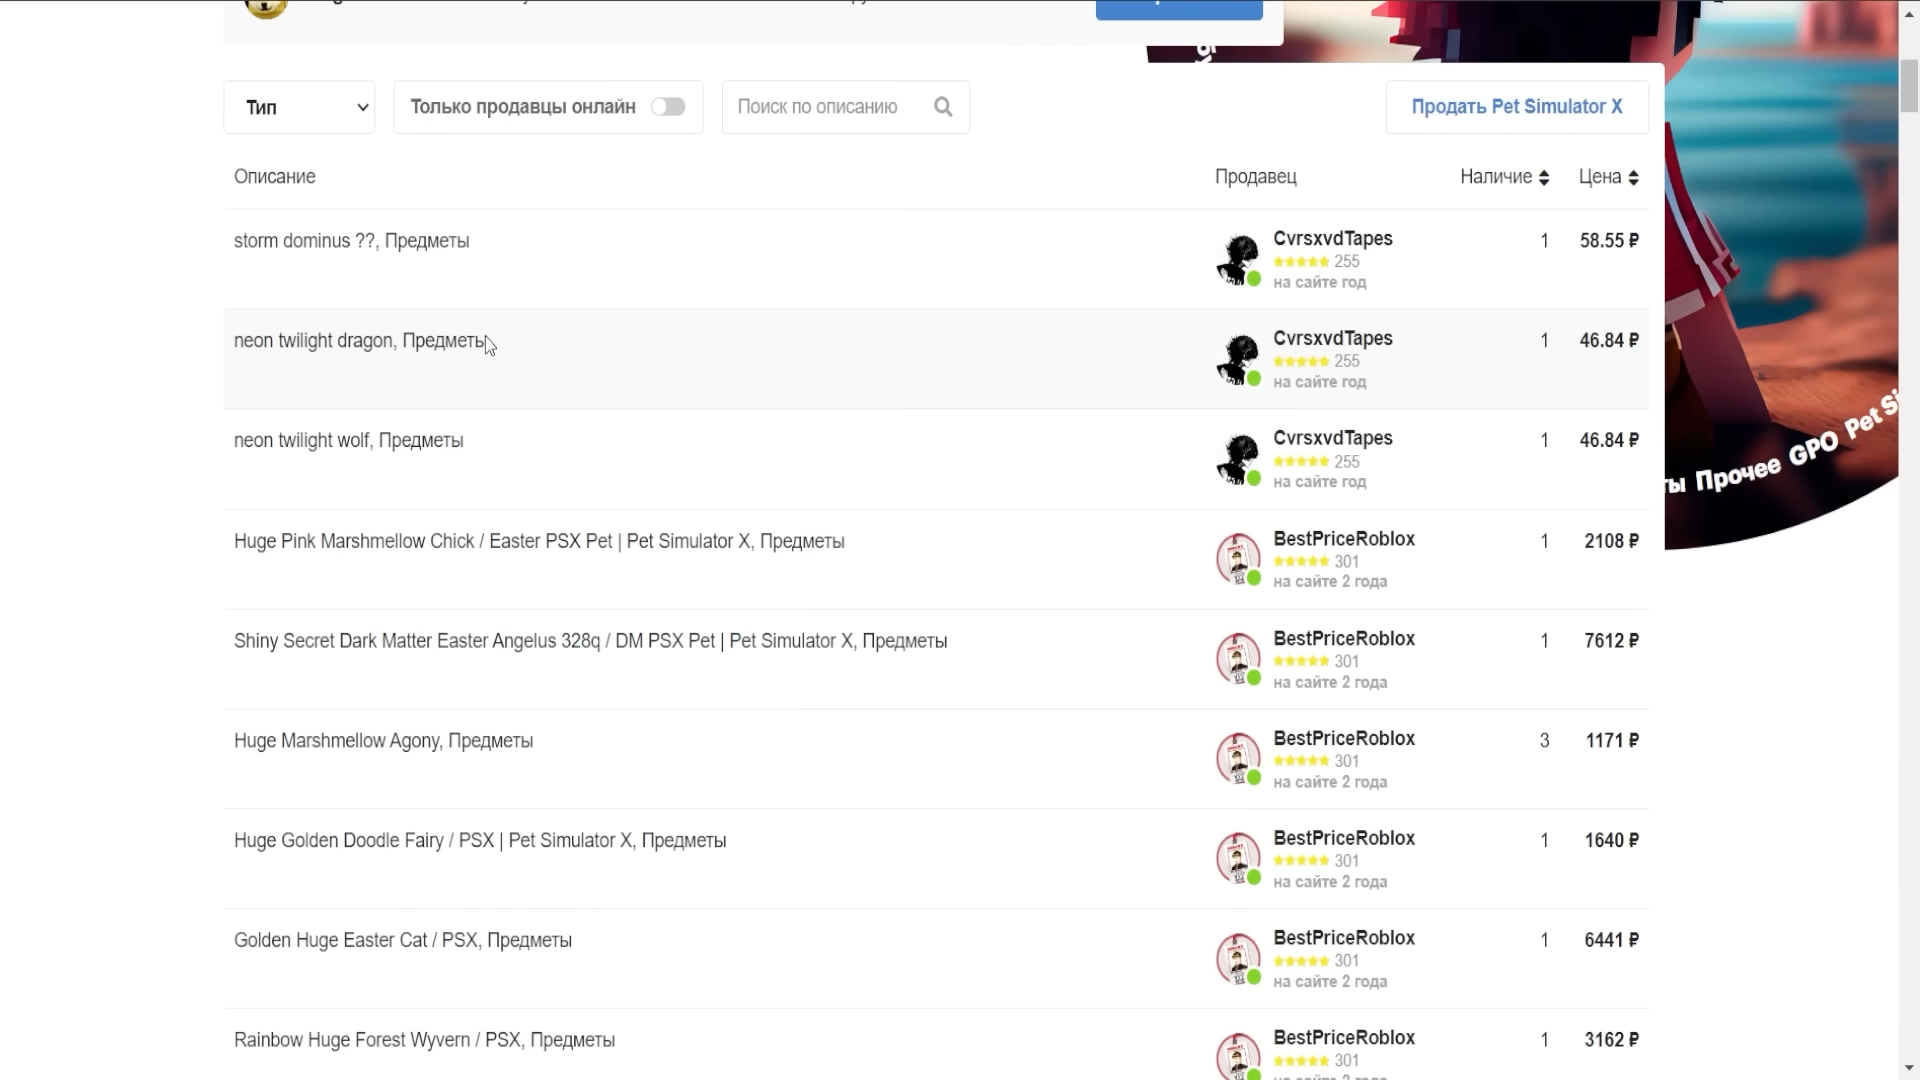 Тип
Только продавцы онлайн
Поиск по описанию
Продать Pet Simulator X
Описание
Продавец
Наличие
Цена
storm dominus ??, Предметы
CvrsxvdTapes
255
на сайте год
1
58.55 ₽
neon twilight dragon, Предметы
CvrsxvdTapes
255
на сайте год
1
46.84 ₽
neon twilight wolf, Предметы
CvrsxvdTapes
255
на сайте год
1
46.84 ₽
ты Прочее GPO Pet Si
Huge Pink Marshmellow Chick / Easter PSX Pet | Pet Simulator X, Предметы
BestPriceRoblox
301
на сайте 2 года
1
2108 ₽
Shiny Secret Dark Matter Easter Angelus 328q / DM PSX Pet | Pet Simulator X, Предметы
BestPriceRoblox
301
на сайте 2 года
1
7612 ₽
Huge Marshmellow Agony, Предметы
BestPriceRoblox
301
на сайте 2 года
3
1171 ₽
Huge Golden Doodle Fairy / PSX | Pet Simulator X, Предметы
BestPriceRoblox
301
на сайте 2 года
1
1640 ₽
Golden Huge Easter Cat / PSX, Предметы
BestPriceRoblox
301
на сайте 2 года
1
6441 ₽
Rainbow Huge Forest Wyvern / PSX, Предметы
BestPriceRoblox
301
1
3162 ₽